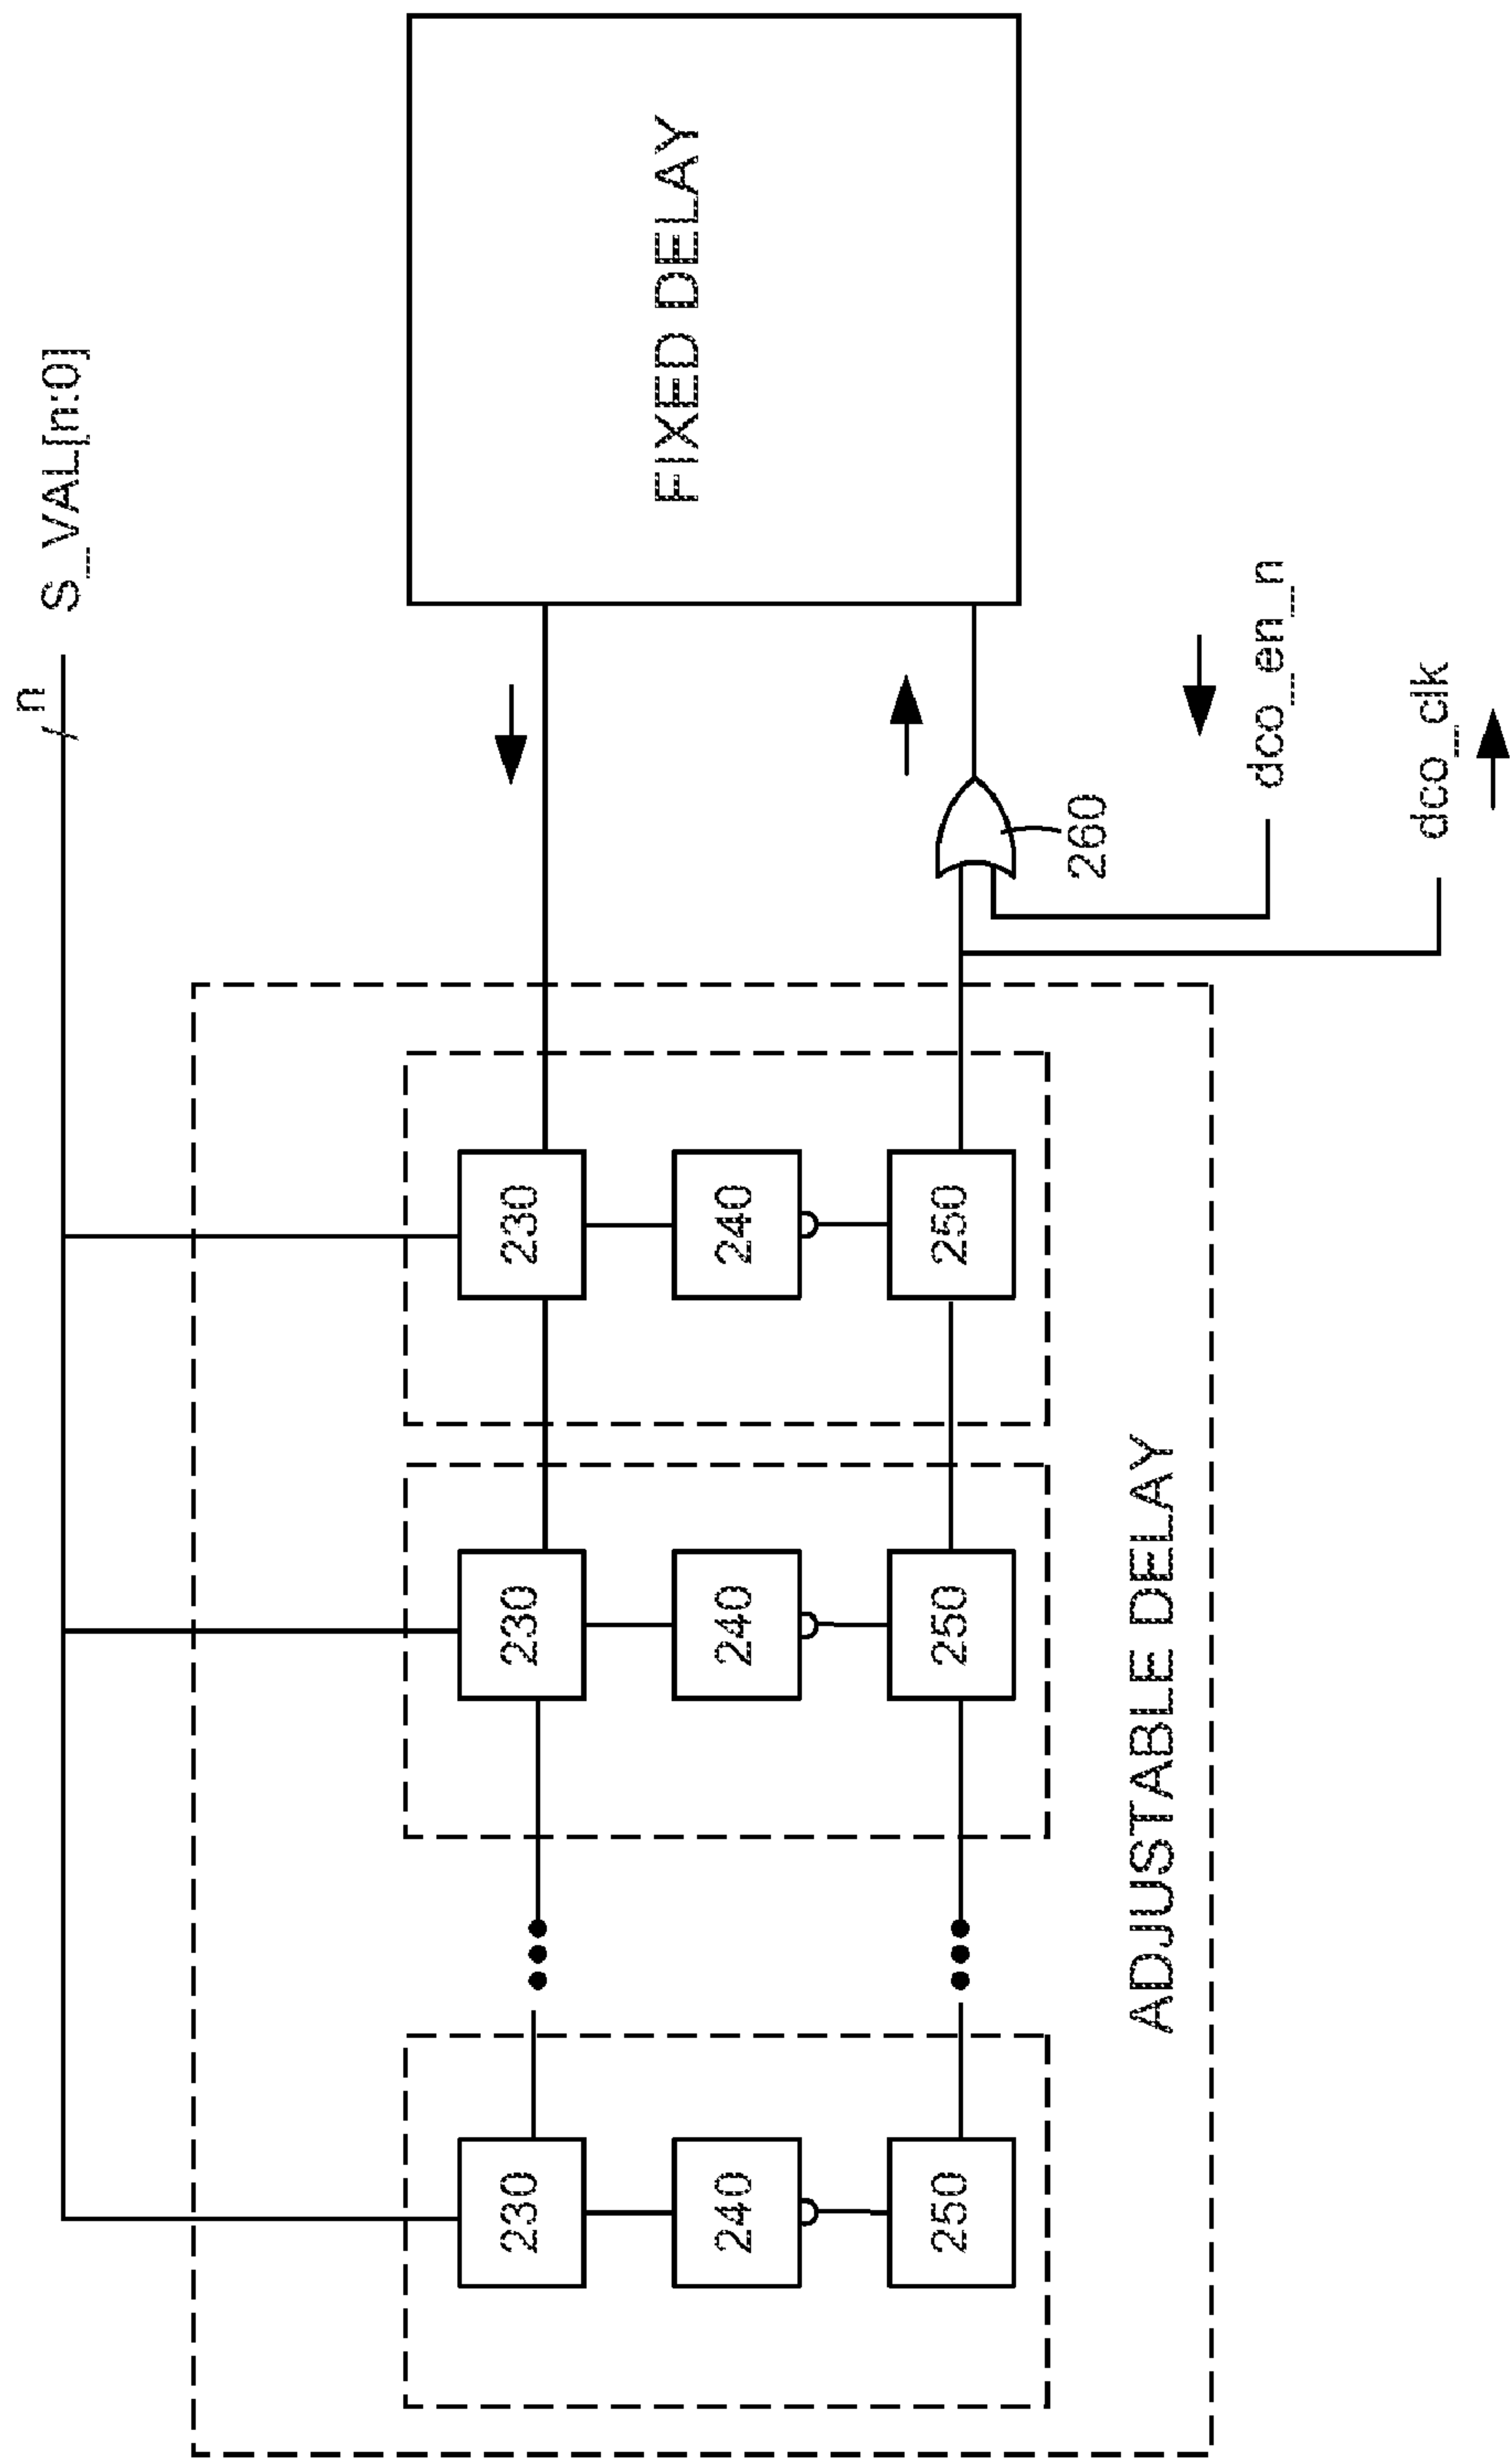 n
S_VAL[n:0]
FIXED DELAY
230
230
230
240
240
240
250
250
250
260
dco_en_n
dco_clk
ADJUSTABLE DELAY